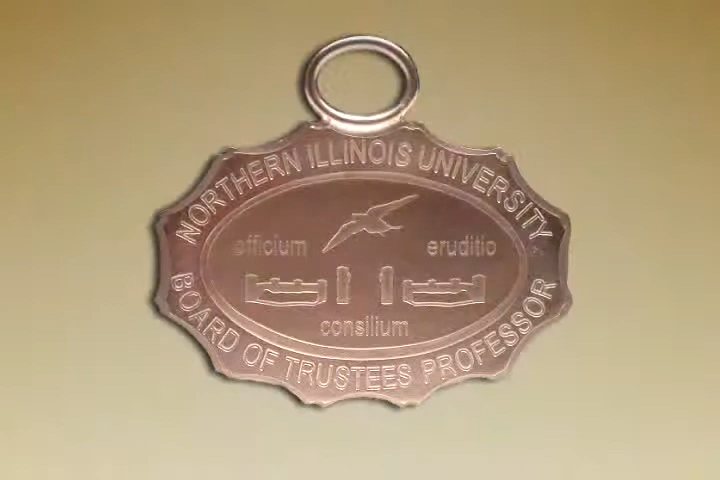 NORTHERN ILLINOIS UNIVERSITY
officium eruditio
consilium
BOARD OF TRUSTEES PROFESSOR